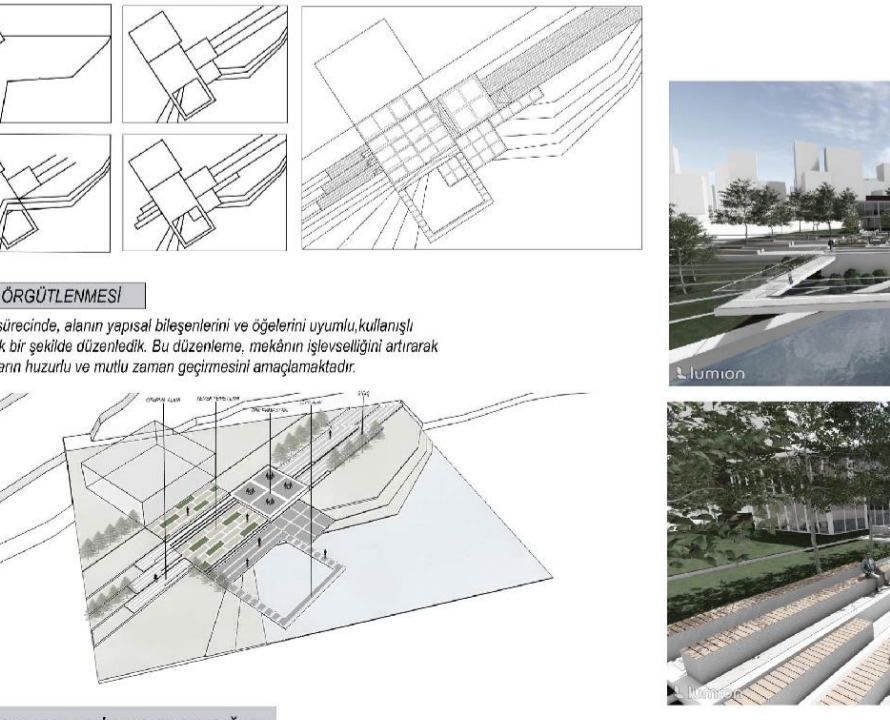 ÖRGÜTLENMESİ
sürecinde, alanın yapısal bileşenlerini ve öğelerini uyumlu,kullanışlı
k bir şekilde düzenledik. Bu düzenleme, mekânın işlevselliğini artırarak
arın huzurlu ve mutlu zaman geçirmesini amaçlamaktadır.
lumion
lumion